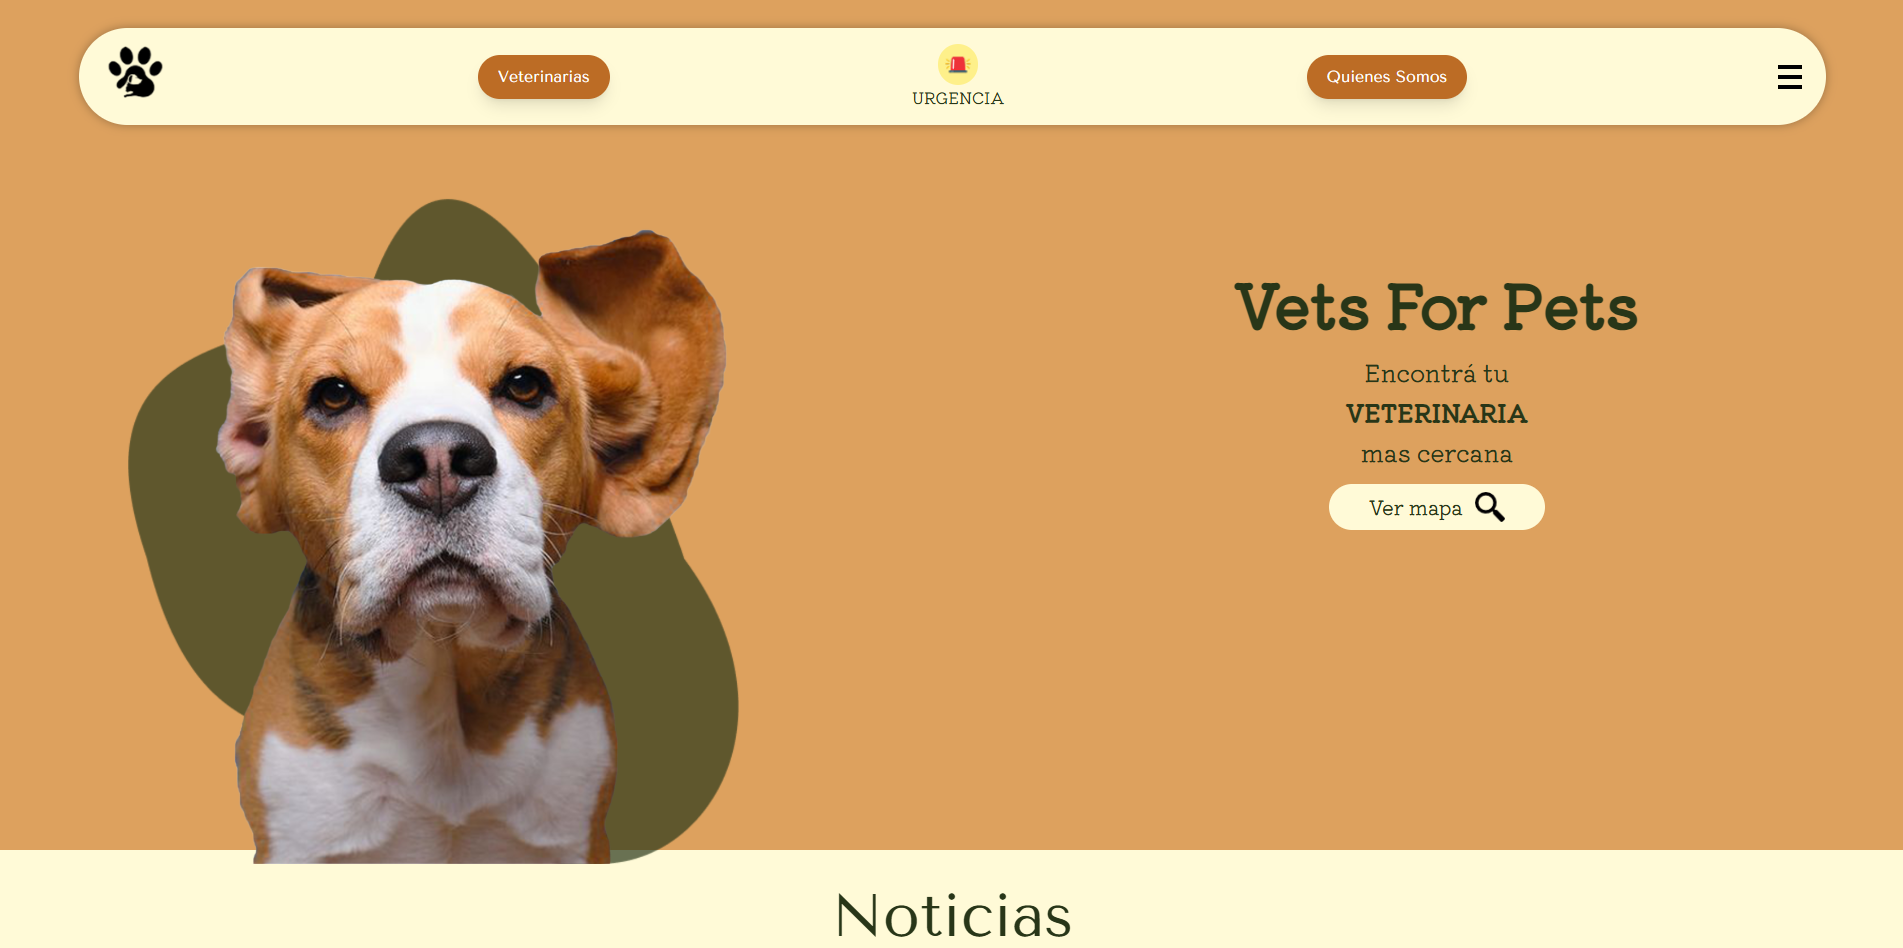 Veterinarias
URGENCIA
Quienes Somos
Vets For Pets
Encontrá tu
VETERINARIA
mas cercana
Ver mapa
Noticias